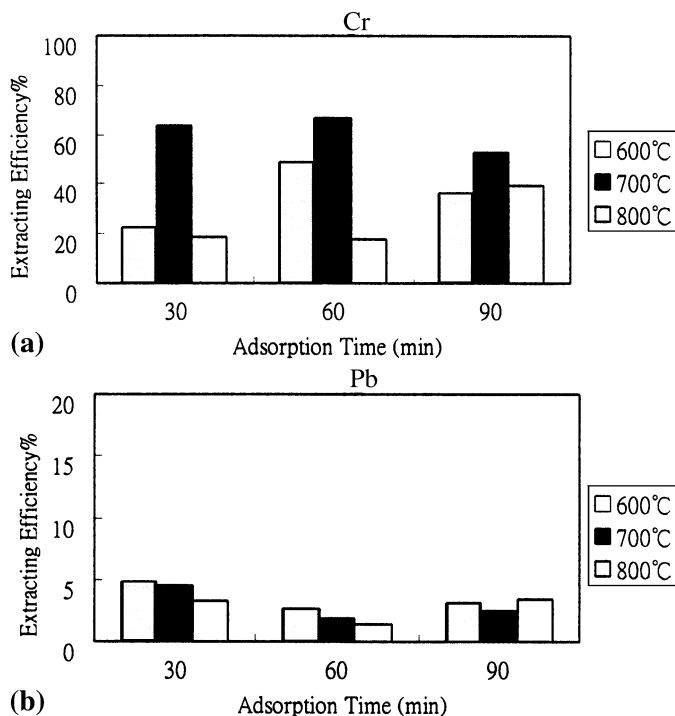 Cr
Extracting Efficiency%
100
80
60
40
20
0
30 60 90
Adsorption Time (min)
600℃
700℃
800℃
(a)
Pb
Extracting Efficiency%
20
15
10
5
0
30 60 90
Adsorption Time (min)
600℃
700℃
800℃
(b)